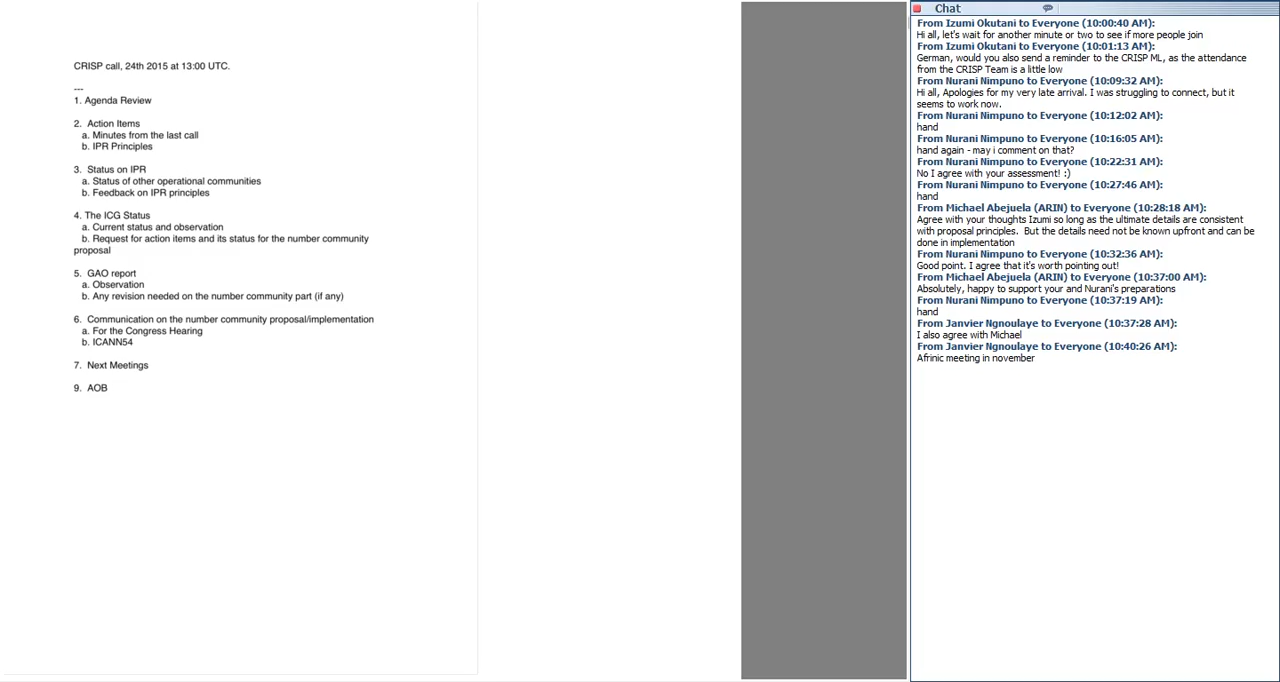 CRISP call, 24th 2015 at 13:00 UTC.
---
1. Agenda Review
2. Action Items
a. Minutes from the last call
b. IPR Principles
3. Status on IPR
a. Status of other operational communities
b. Feedback on IPR principles
4. The ICG Status
a. Current status and observation
b. Request for action items and its status for the number community
proposal
5. GAO report
a. Observation
b. Any revision needed on the number community part (if any)
6. Communication on the number community proposal/implementation
a. For the Congress Hearing
b. ICANN54
7. Next Meetings
9. AOB
Chat
From Izumi Okutani to Everyone (10:00:40 AM):
Hi all, let's wait for another minute or two to see if more people join
From Izumi Okutani to Everyone (10:01:13 AM):
German, would you also send a reminder to the CRISP ML, as the attendance
from the CRISP Team is a little low
From Nurani Nimpuno to Everyone (10:09:32 AM):
Hi all, Apologies for my very late arrival. I was struggling to connect, but it
seems to work now.
From Nurani Nimpuno to Everyone (10:12:02 AM):
hand
From Nurani Nimpuno to Everyone (10:16:05 AM):
hand again - may i comment on that?
From Nurani Nimpuno to Everyone (10:22:31 AM):
No I agree with your assessment! :)
From Nurani Nimpuno to Everyone (10:27:46 AM):
hand
From Michael Abejuela (ARIN) to Everyone (10:28:18 AM):
Agree with your thoughts Izumi so long as the ultimate details are consistent
with proposal principles.  But the details need not be known upfront and can be
done in implementation
From Nurani Nimpuno to Everyone (10:32:36 AM):
Good point. I agree that it's worth pointing out!
From Michael Abejuela (ARIN) to Everyone (10:37:00 AM):
Absolutely, happy to support your and Nurani's preparations
From Nurani Nimpuno to Everyone (10:37:19 AM):
hand
From Janvier Ngnoulaye to Everyone (10:37:28 AM):
I also agree with Michael
From Janvier Ngnoulaye to Everyone (10:40:26 AM):
Afrinic meeting in november